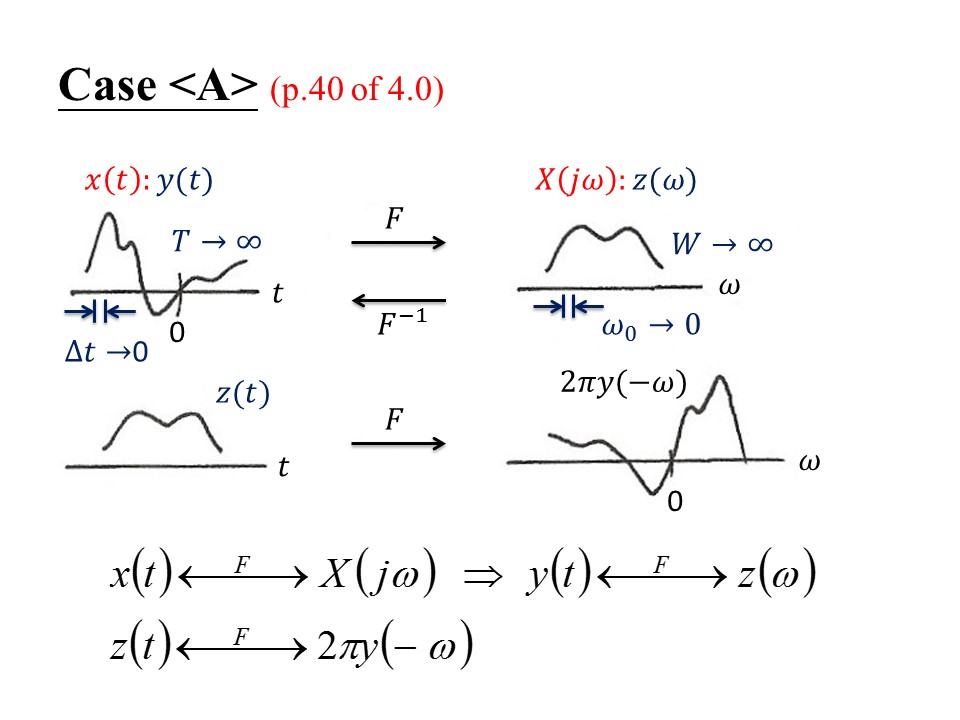 Case <A> (p.40 of 4.0)
x(t): y(t)
X(jω): z(ω)
T → ∞
F
W → ∞
t
ω
F⁻¹
0
ω₀ → 0
Δt →0
z(t)
F
2πy(−ω)
t
ω
0
x(t) ⟷ F X(jω) ⇒ y(t) ⟷ F z(ω)
z(t) ⟷ F 2πy(− ω)